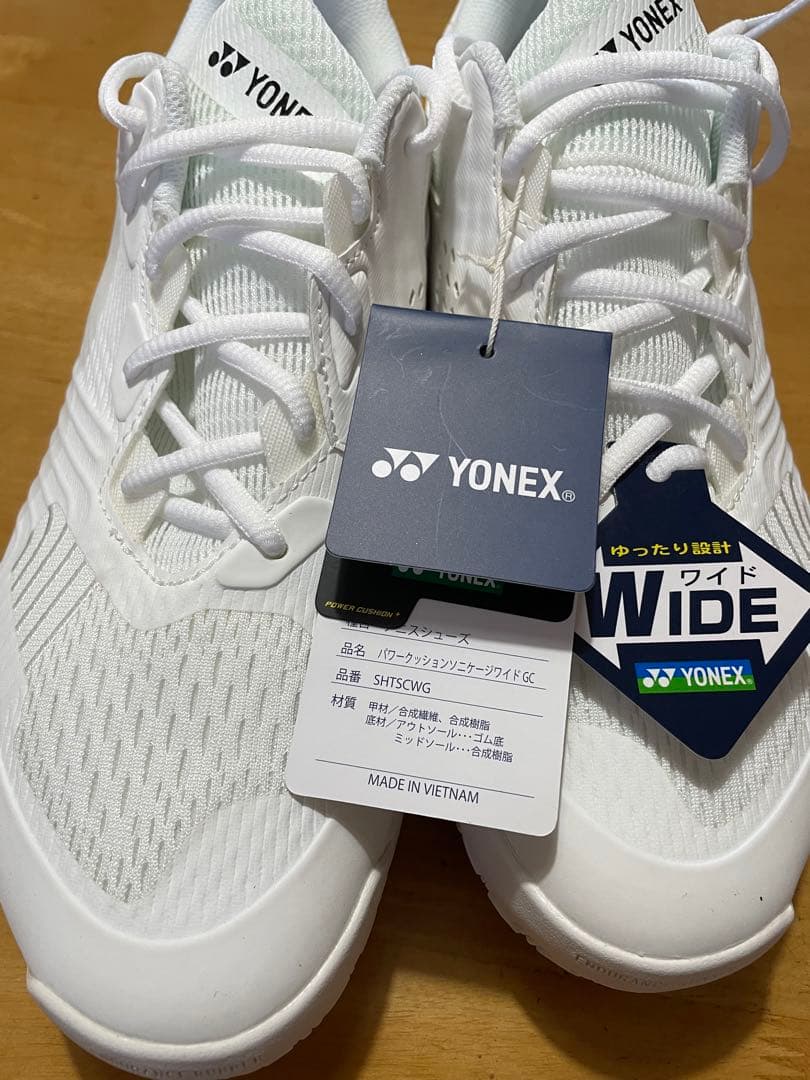 YONEX
YONEX
YONEX®
YONEX
POWER CUSHION +
ゆったり設計
ワイド
WIDE
YONEX
テニスシューズ
品名 パワークッションソニケージワイドGC
品番 SHTSCWG
材質 甲材／合成繊維、合成樹脂
底材／アウトソール･･･ゴム底
ミッドソール･･･合成樹脂
MADE IN VIETNAM
ENDURANCE